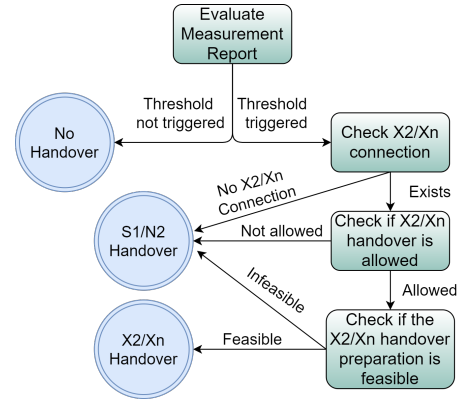 Evaluate
Measurement
Report
Threshold
not triggered
Threshold
triggered
No
Handover
Check X2/Xn
connection
No X2/Xn
Connection
Exists
S1/N2
Handover
Not allowed
Check if X2/Xn
handover is
allowed
Infeasible
Allowed
X2/Xn
Handover
Feasible
Check if the
X2/Xn handover
preparation is
feasible